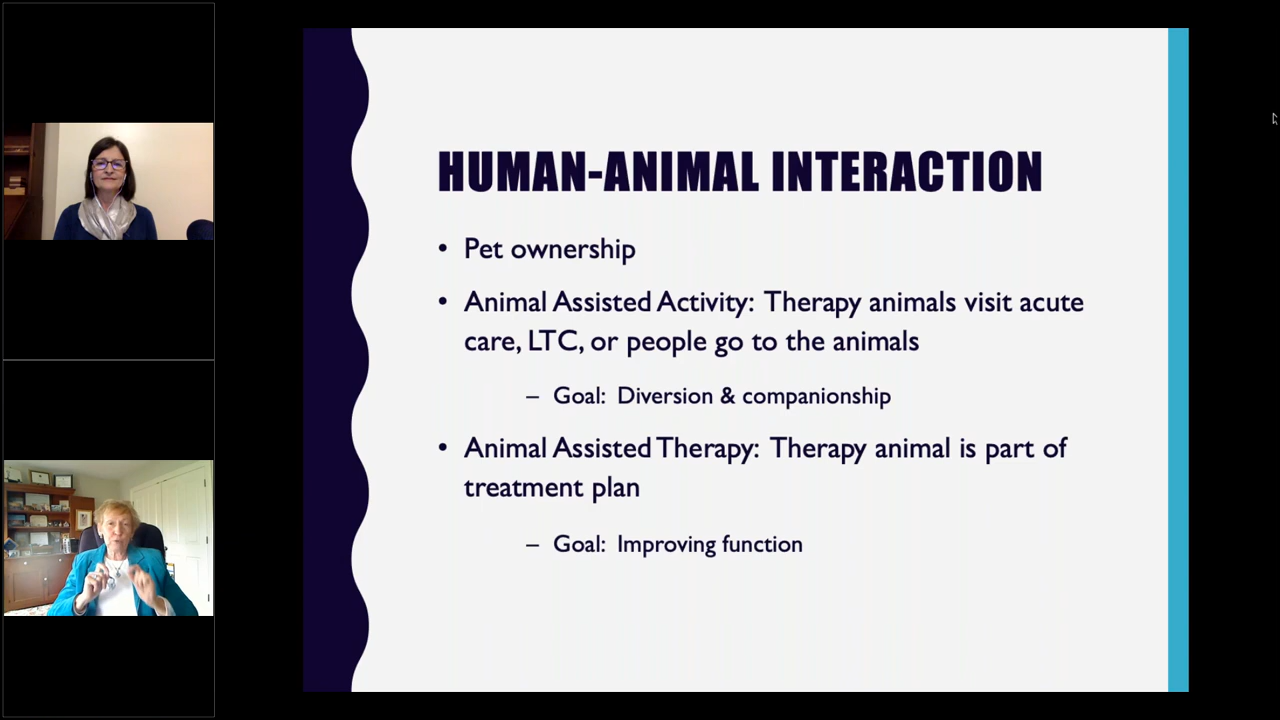 HUMAN-ANIMAL INTERACTION
• Pet ownership
• Animal Assisted Activity: Therapy animals visit acute
care, LTC, or people go to the animals
– Goal: Diversion & companionship
• Animal Assisted Therapy: Therapy animal is part of
treatment plan
– Goal: Improving function